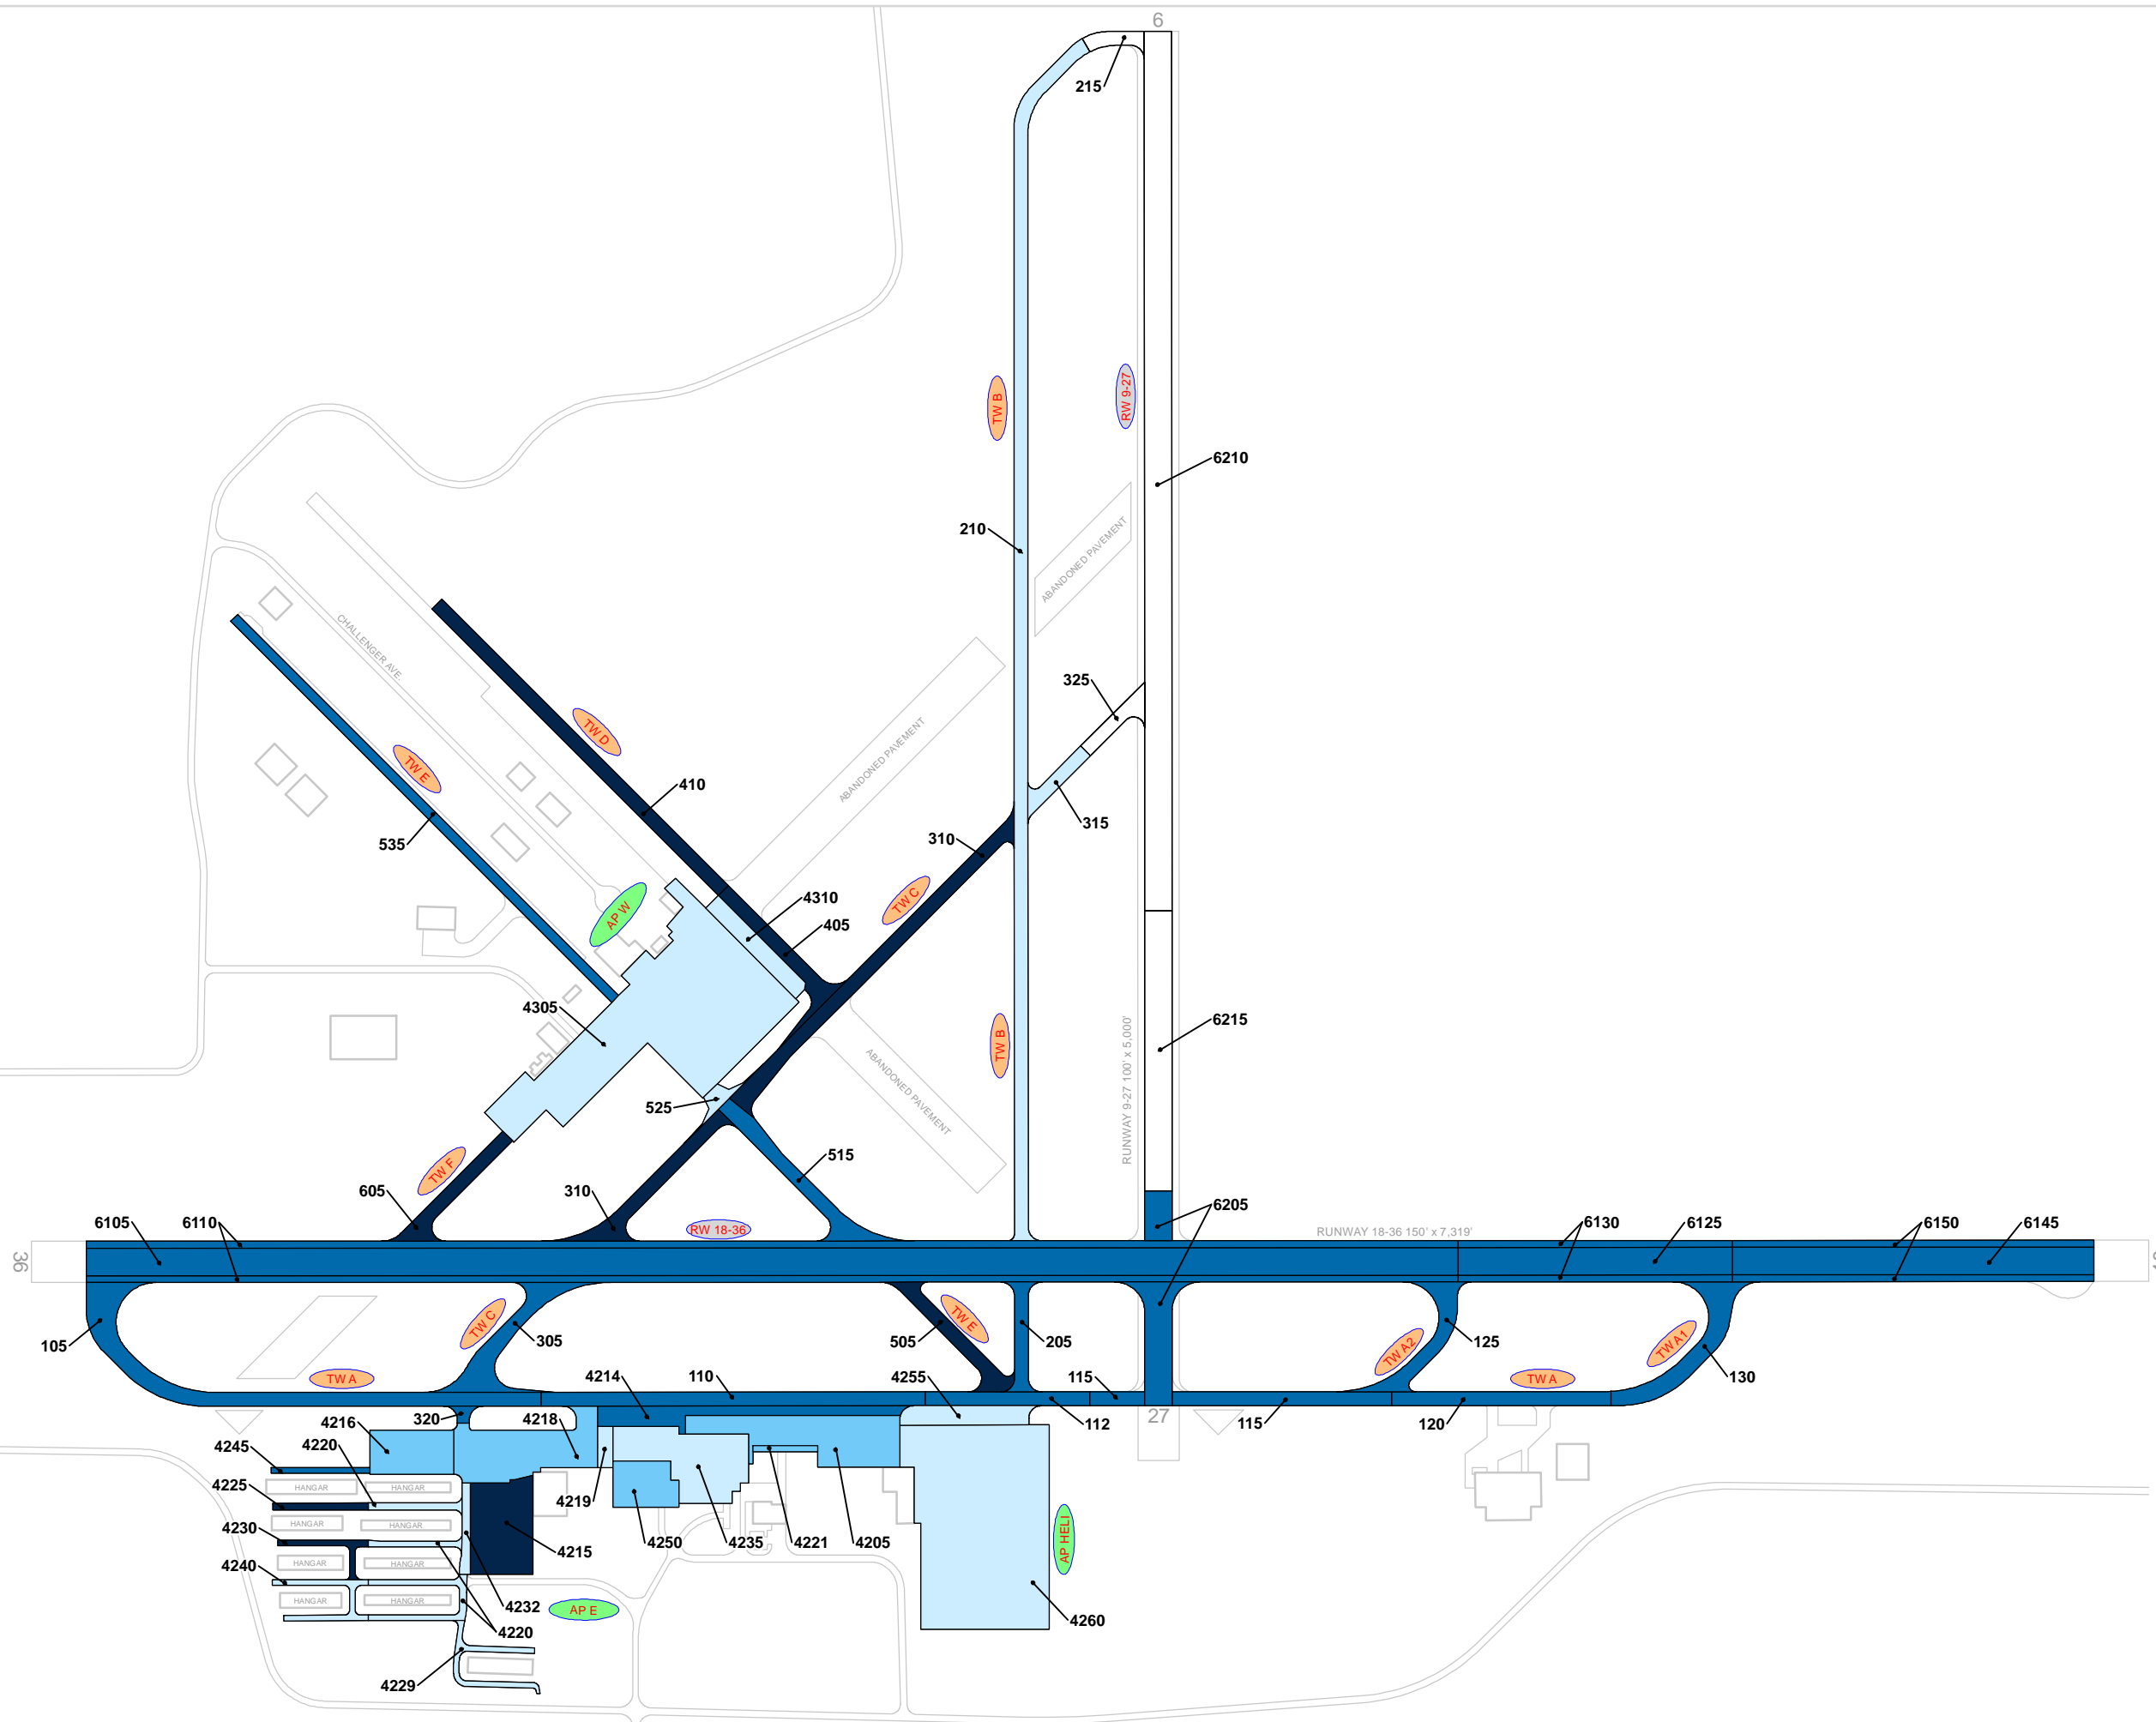 6
215
TW B
RW 9-27
6210
210
ABANDONED PAVEMENT
CHALLENGER AVE.
325
TW D
TW E
ABANDONED PAVEMENT
410
315
535
310
TW C
4310
AP W
405
4305
6215
RUNWAY 9-27 100' x 5,000'
TW B
ABANDONED PAVEMENT
525
515
TW F
605
310
6205
6105
6110
RW 18-36
RUNWAY 18-36 150' x 7,319'
6130
6125
6150
6145
36
105
TW C
305
TW E
505
205
TW A2
125
TW A1
130
TW A
4214
110
4255
115
TW A
4216
320
4218
112
27
115
120
4245
4220
4225
HANGAR
HANGAR
4219
4230
HANGAR
HANGAR
4215
4250
4235
4221
4205
AP HELI
4240
HANGAR
HANGAR
HANGAR
HANGAR
4232
AP E
4220
4260
4229